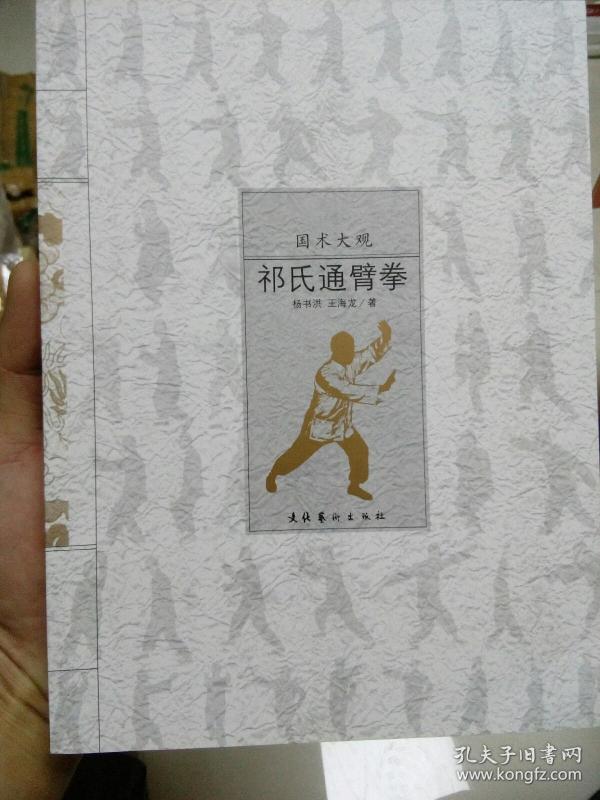 国术大观
祁氏通臂拳
杨书洪 王海龙/著
文化艺术出版社
孔夫子旧书网
www.kongfz.com